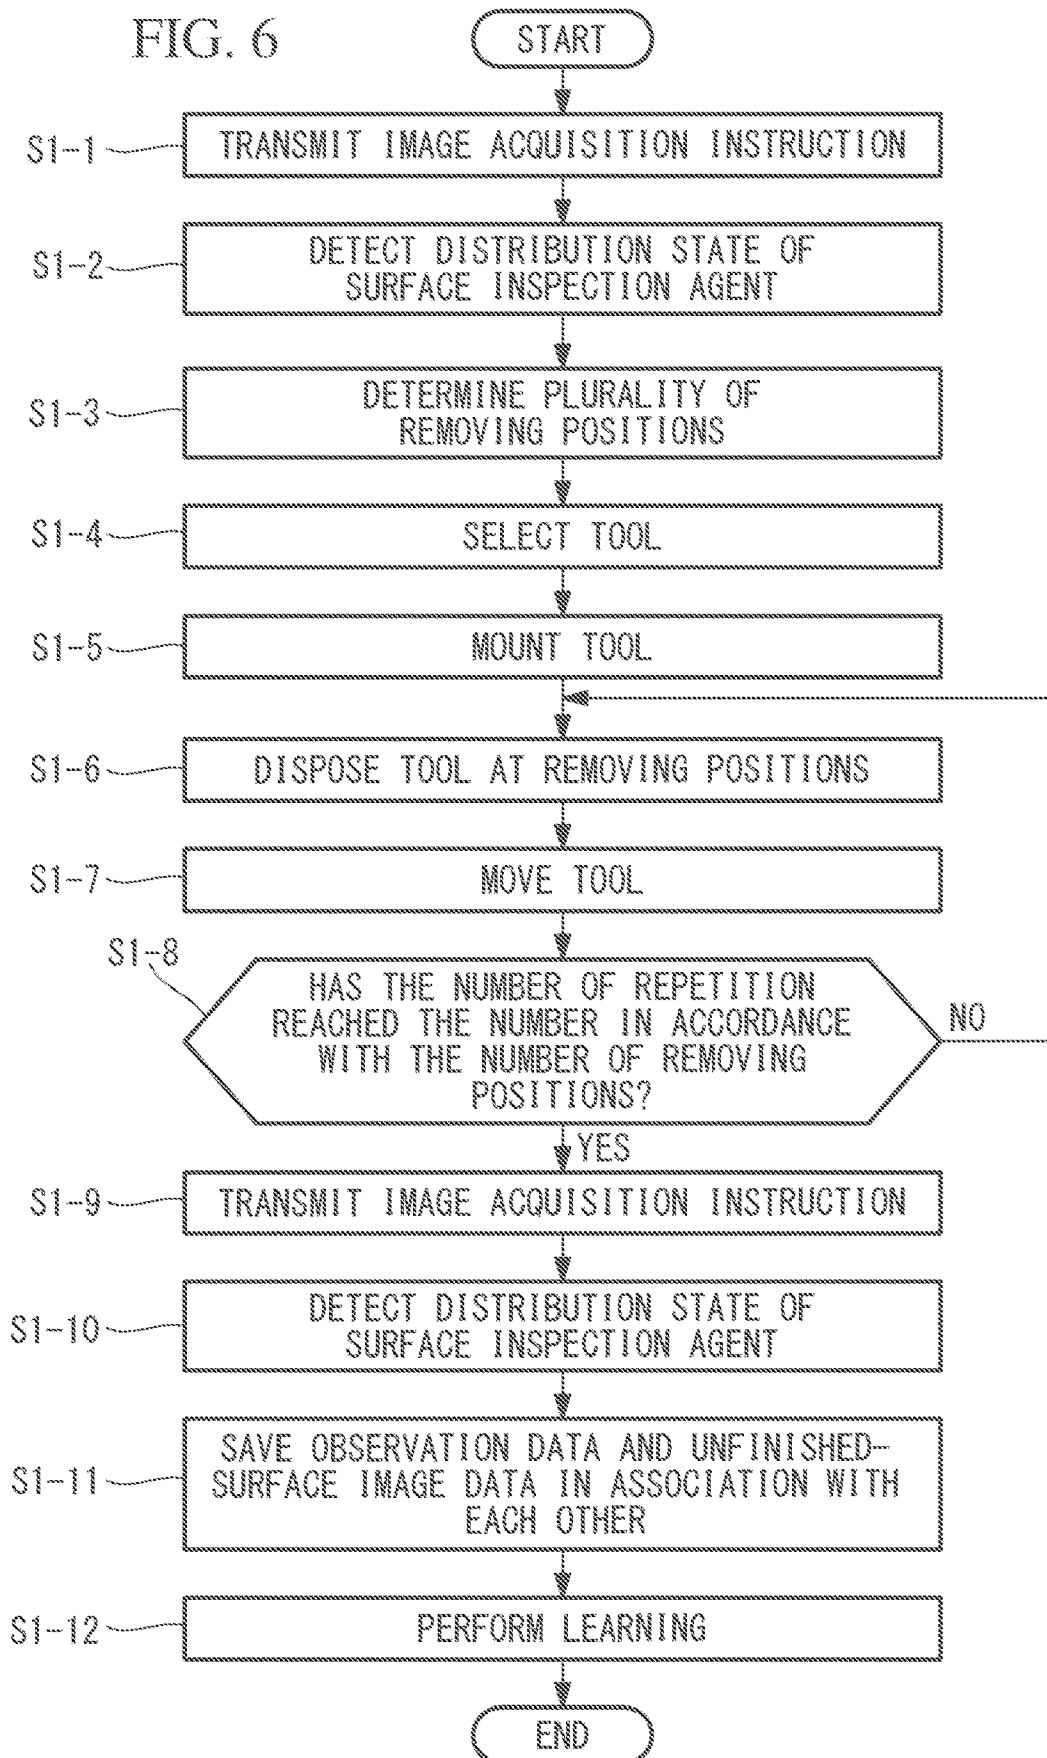 FIG. 6
START
S1-1
TRANSMIT IMAGE ACQUISITION INSTRUCTION
S1-2
DETECT DISTRIBUTION STATE OF
SURFACE INSPECTION AGENT
S1-3
DETERMINE PLURALITY OF
REMOVING POSITIONS
S1-4
SELECT TOOL
S1-5
MOUNT TOOL
S1-6
DISPOSE TOOL AT REMOVING POSITIONS
S1-7
MOVE TOOL
S1-8
HAS THE NUMBER OF REPETITION
REACHED THE NUMBER IN ACCORDANCE
WITH THE NUMBER OF REMOVING
POSITIONS?
NO
YES
S1-9
TRANSMIT IMAGE ACQUISITION INSTRUCTION
S1-10
DETECT DISTRIBUTION STATE OF
SURFACE INSPECTION AGENT
S1-11
SAVE OBSERVATION DATA AND UNFINISHED-
SURFACE IMAGE DATA IN ASSOCIATION WITH
EACH OTHER
S1-12
PERFORM LEARNING
END